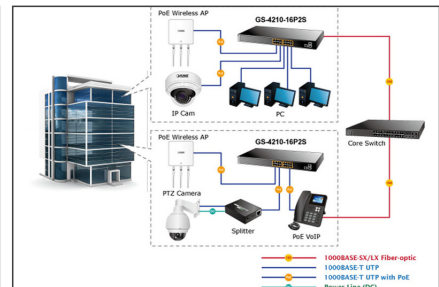 PoE Wireless AP
GS-4210-16P2S
IP Cam
PC
Core Switch
PoE Wireless AP
GS-4210-16P2S
PTZ Camera
Splitter
PoE VoIP
1000BASE-SX/LX Fiber-optic
1000BASE-T UTP
1000BASE-T UTP with PoE
Power Line (DC)